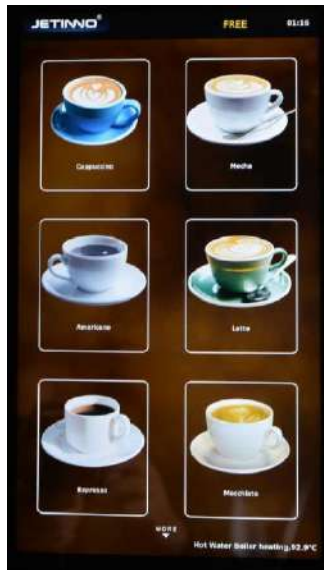 JETINNO®
FREE
01:16
Cappuccino
Mocha
Americano
Latte
Espresso
Macchiato
MORE
Hot Water Boiler heating,92.9°C